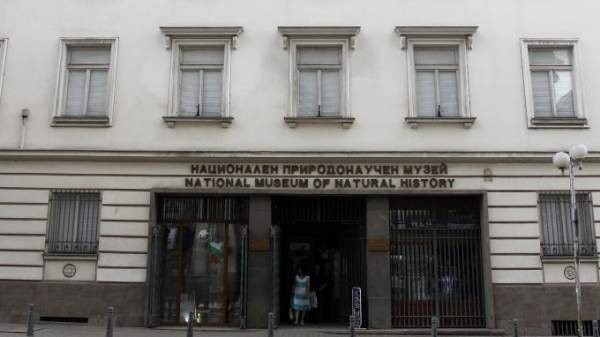 НАЦИОНАЛЕН ПРИРОДОНАУЧЕН МУЗЕЙ
NATIONAL MUSEUM OF NATURAL HISTORY